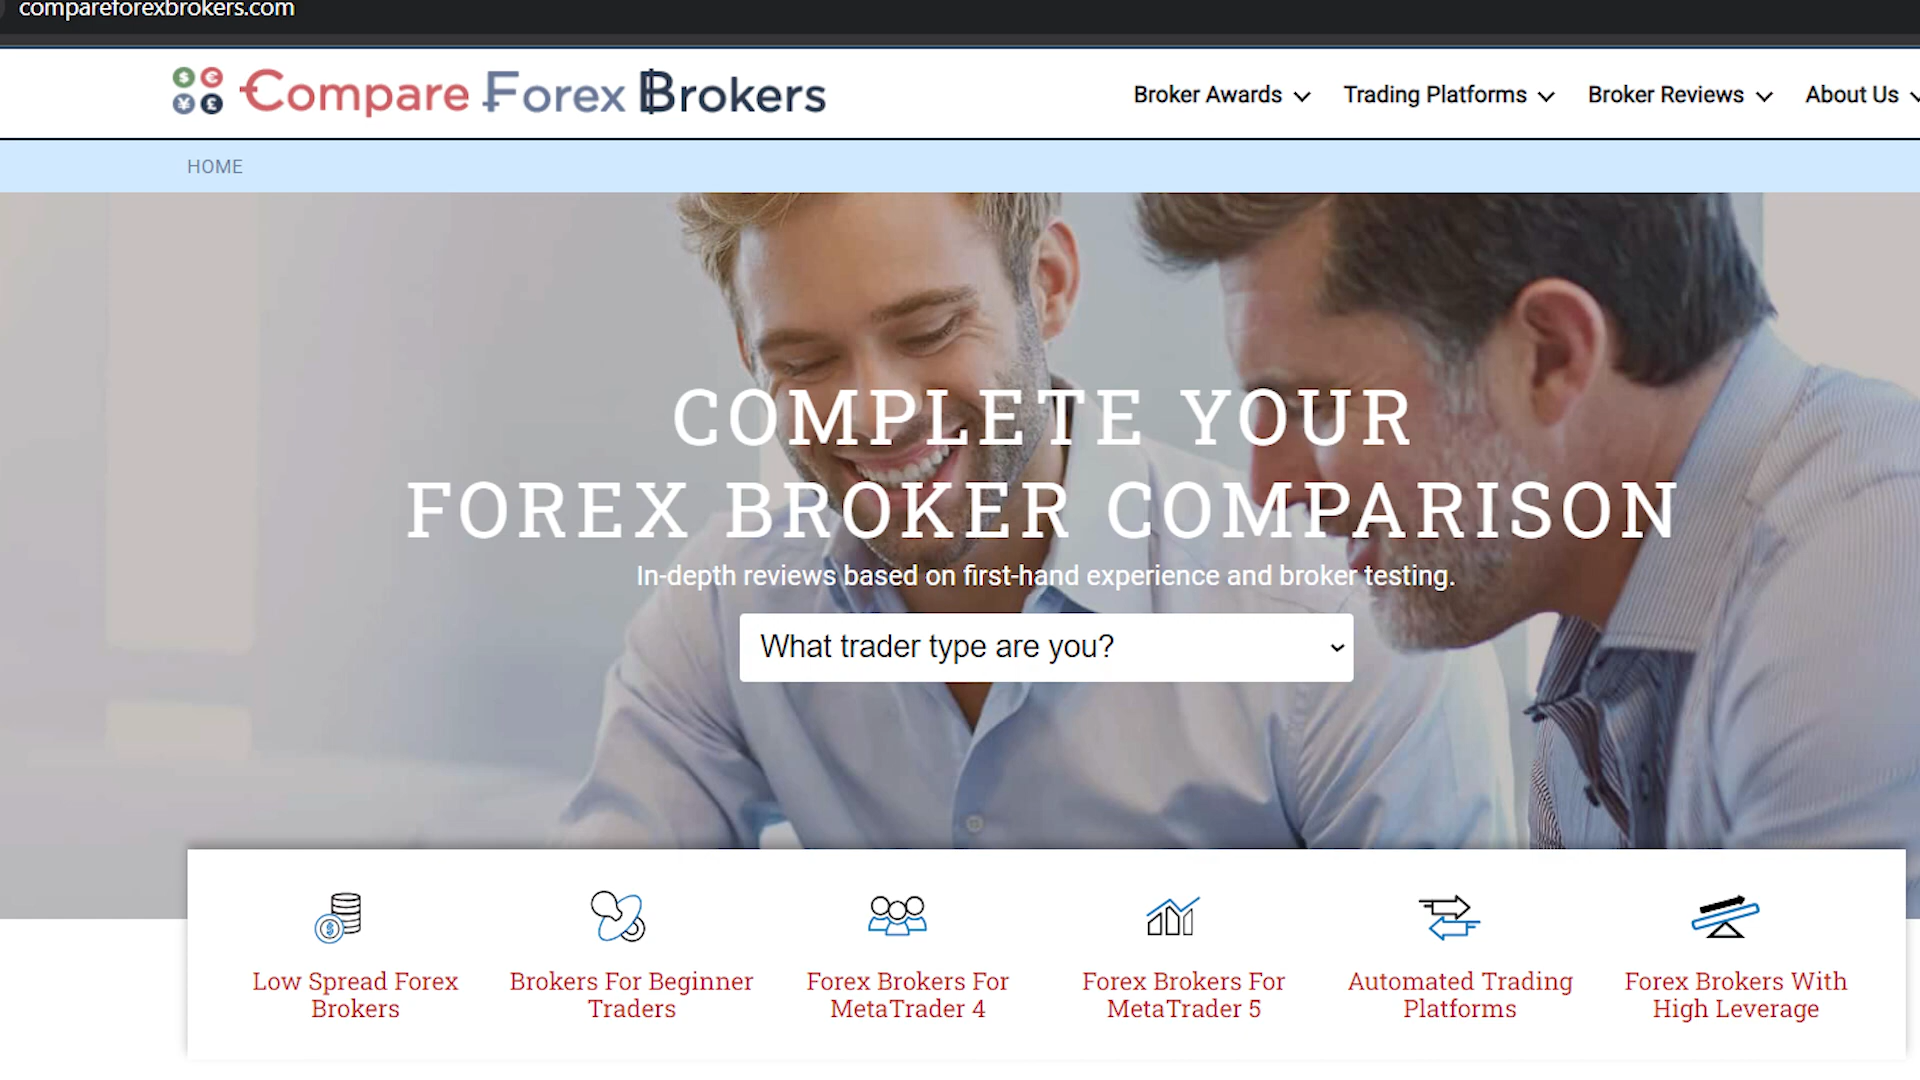 compareforexbrokers.com
Compare Forex Brokers
Broker Awards
Trading Platforms
Broker Reviews
About Us
HOME
COMPLETE YOUR
FOREX BROKER COMPARISON
In-depth reviews based on first-hand experience and broker testing.
What trader type are you?
Low Spread Forex
Brokers
Brokers For Beginner
Traders
Forex Brokers For
MetaTrader 4
Forex Brokers For
MetaTrader 5
Automated Trading
Platforms
Forex Brokers With
High Leverage